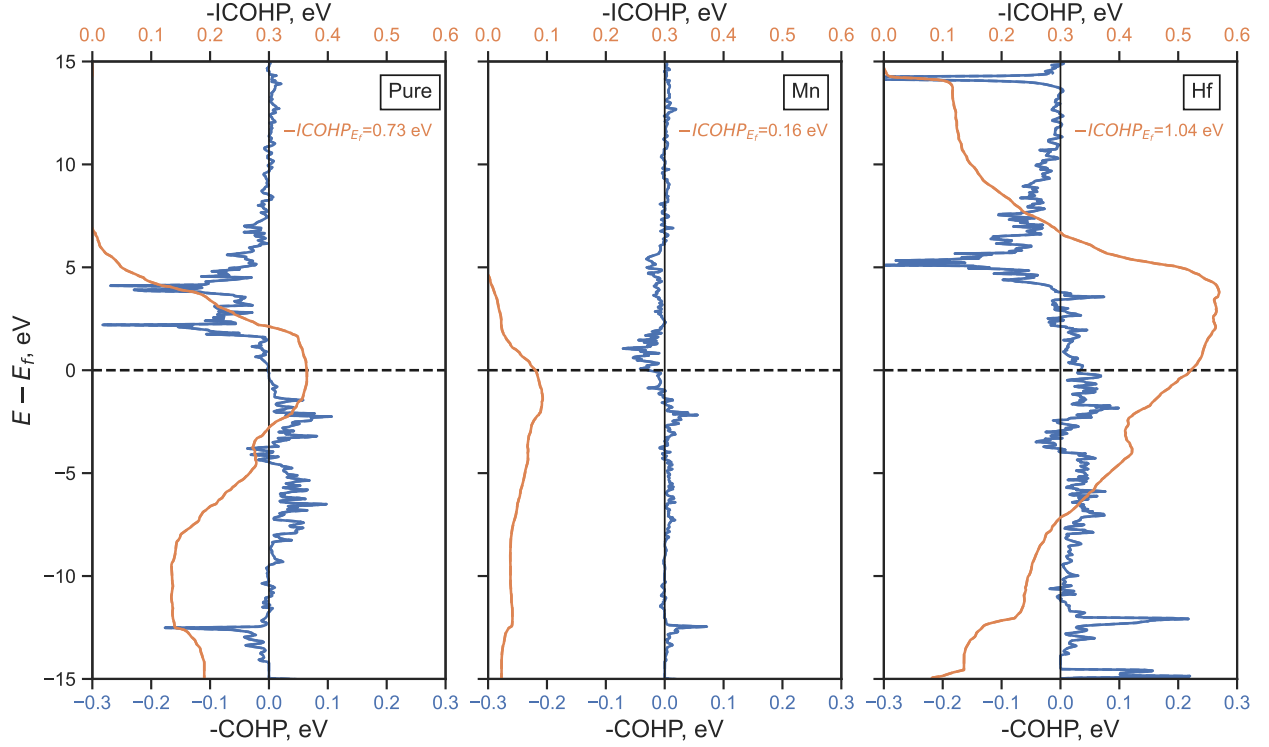 -ICOHP, eV -ICOHP, eV -ICOHP, eV
0.0 0.1 0.2 0.3 0.4 0.5 0.6 0.0 0.1 0.2 0.3 0.4 0.5 0.6 0.0 0.1 0.2 0.3 0.4 0.5 0.6
15
Pure Mn Hf
−ICOHP_{E_f}=0.73 eV −ICOHP_{E_f}=0.16 eV −ICOHP_{E_f}=1.04 eV
10
5
0
E − E_f, eV
−5
−10
−15
−0.3 −0.2 −0.1 0.0 0.1 0.2 0.3 −0.3 −0.2 −0.1 0.0 0.1 0.2 0.3 −0.3 −0.2 −0.1 0.0 0.1 0.2 0.3
-COHP, eV -COHP, eV -COHP, eV